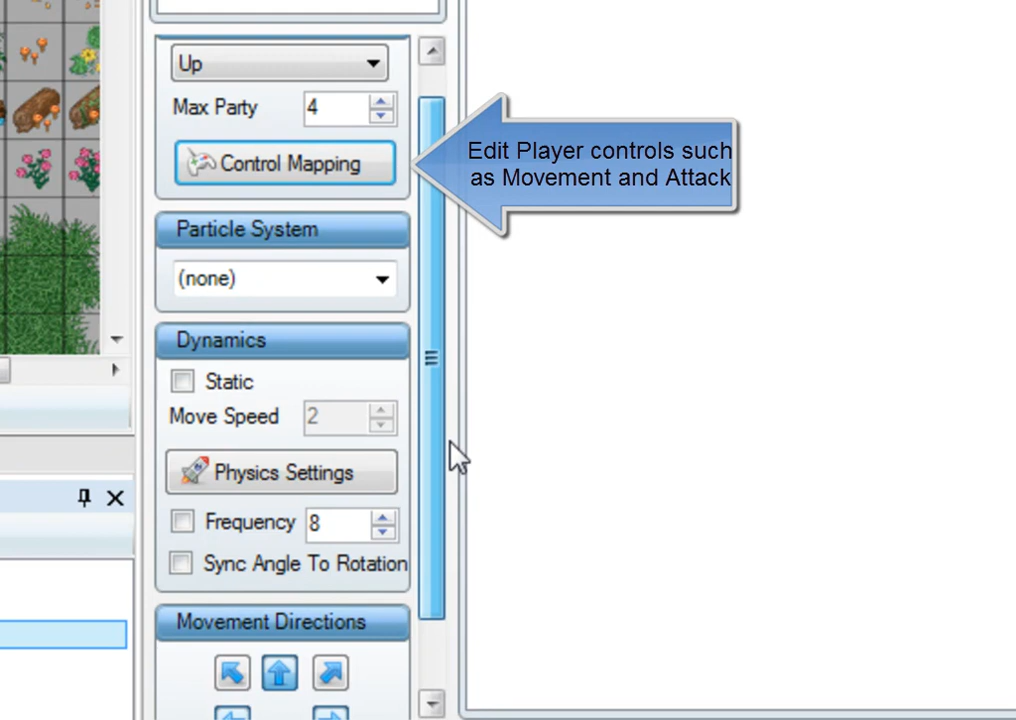 Up
Max Party 4
Control Mapping
Edit Player controls such
as Movement and Attack
Particle System
(none)
Dynamics
Static
Move Speed 2
Physics Settings
Frequency 8
Sync Angle To Rotation
Movement Directions